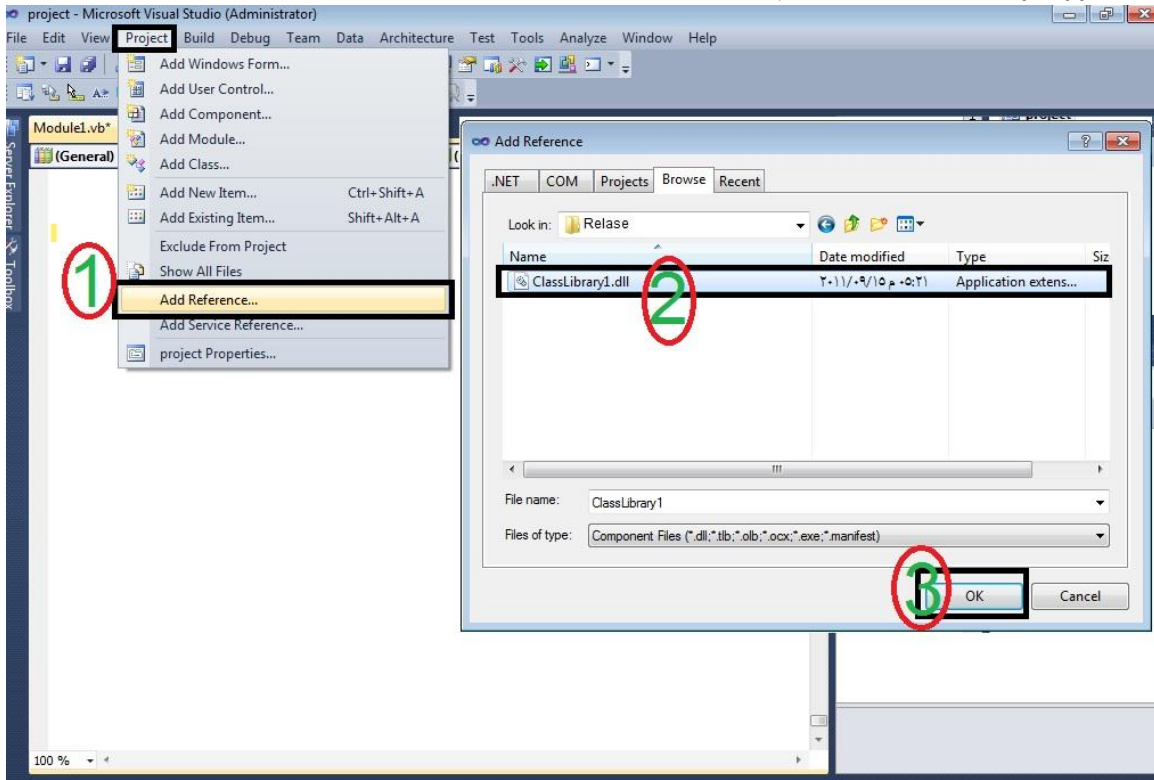 project - Microsoft Visual Studio (Administrator)
File Edit View Project Build Debug Team Data Architecture Test Tools Analyze Window Help
Add Windows Form...
Add User Control...
Add Component...
Add Module...
Add Class...
Add New Item... Ctrl+Shift+A
Add Existing Item... Shift+Alt+A
Exclude From Project
Show All Files
Add Reference...
Add Service Reference...
project Properties...
1
Module1.vb*
(General)
Server Explorer
Toolbox
project
Add Reference
.NET COM Projects Browse Recent
Look in: Relase
Name Date modified Type Siz
ClassLibrary1.dll ٢٠١١/٠٩/١٥ م ٠٥:٢١ Application extens...
2
File name: ClassLibrary1
Files of type: Component Files (*.dll;*.tlb;*.olb;*.ocx;*.exe;*.manifest)
3
OK Cancel
100 %